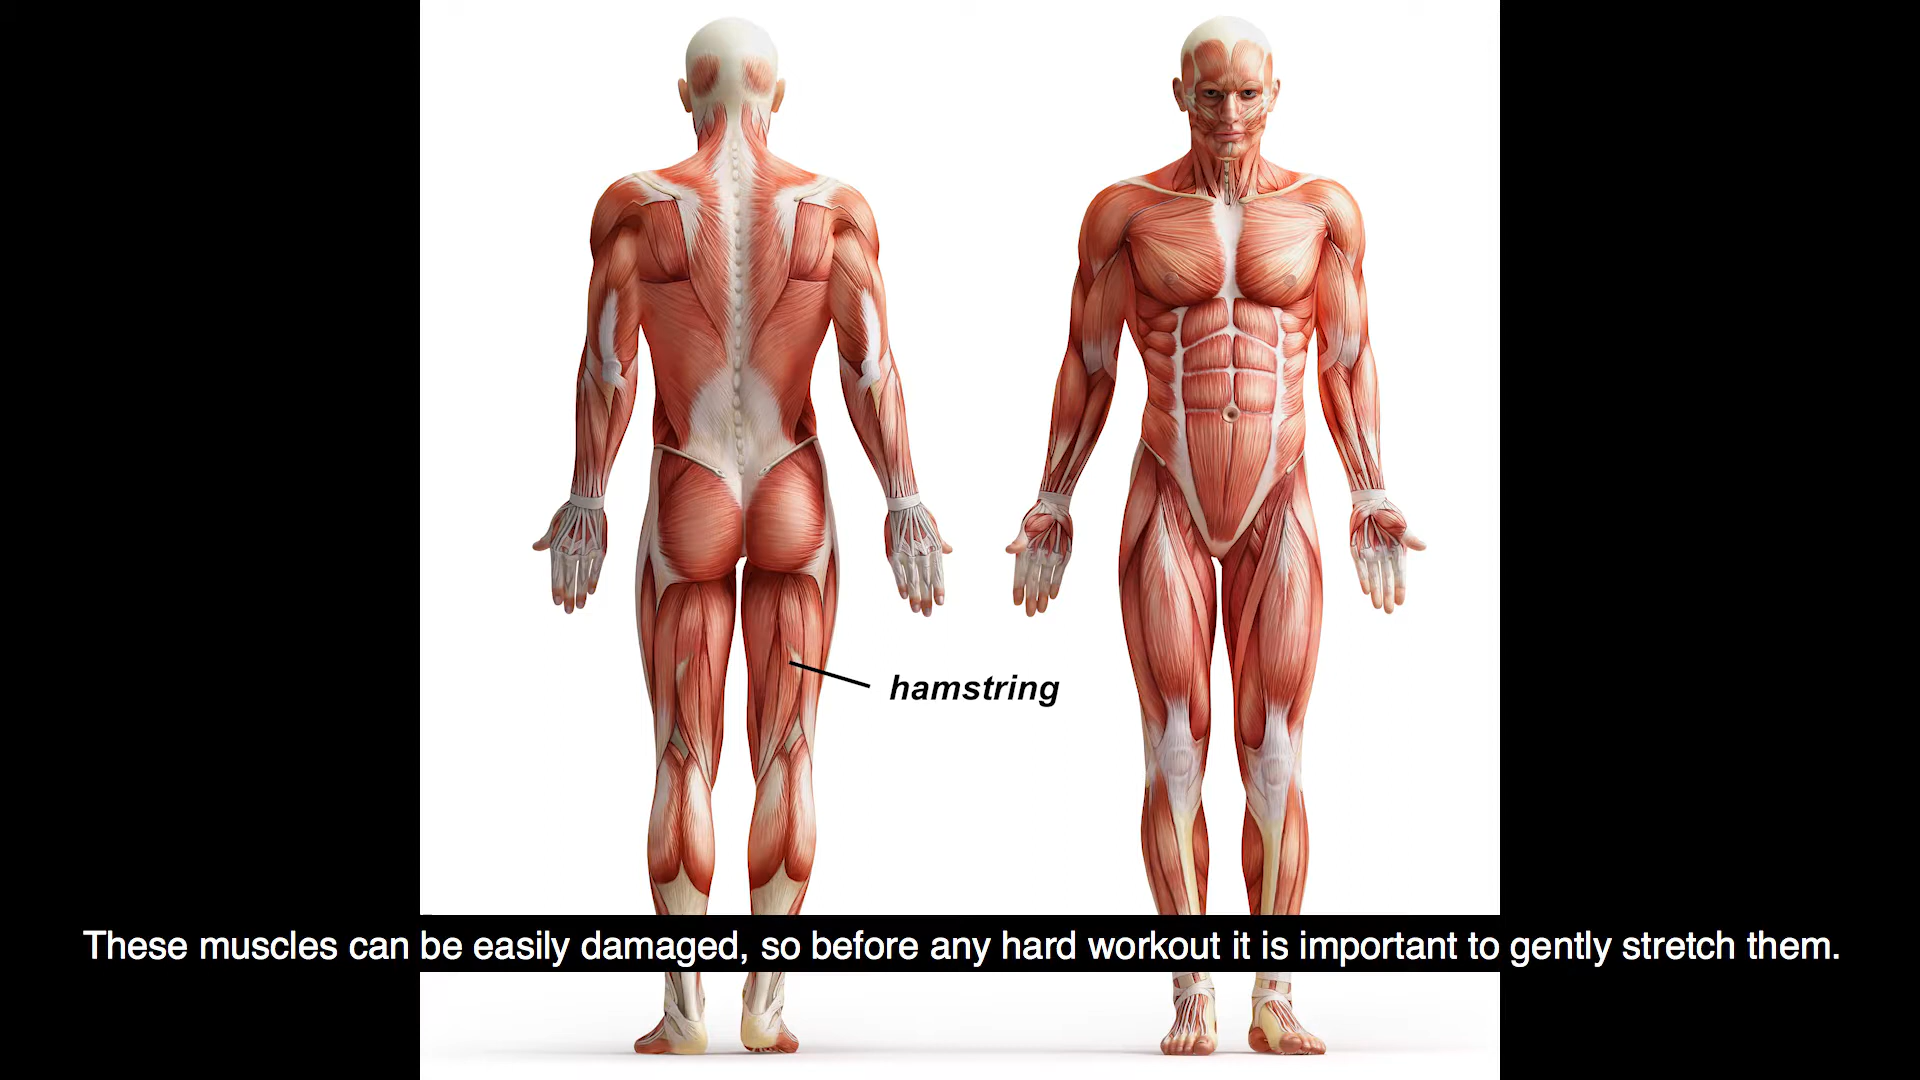 hamstring
These muscles can be easily damaged, so before any hard workout it is important to gently stretch them.